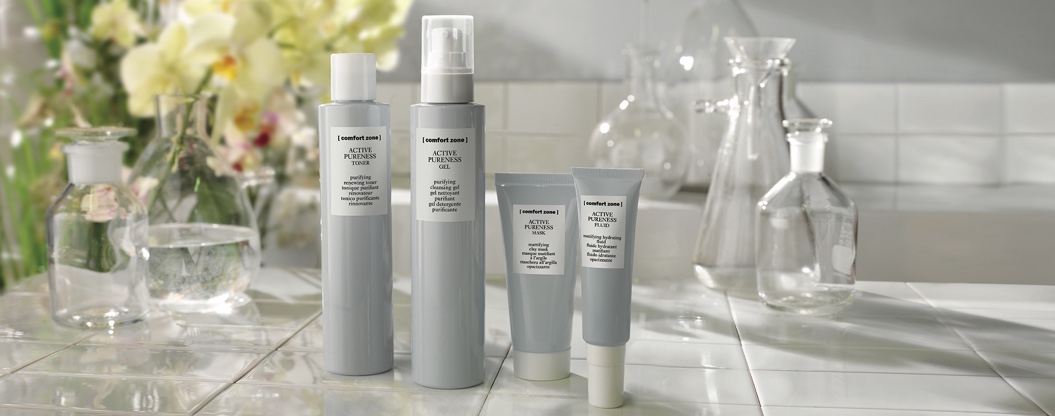 [ comfort zone ]
ACTIVE
PURENESS
TONER
purifying
renewing toner
tonique purifiant
rénovateur
tonico purificante
rinnovante
[ comfort zone ]
ACTIVE
PURENESS
GEL
purifying
cleansing gel
gel nettoyant
purifiant
gel detergente
purificante
[ comfort zone ]
ACTIVE
PURENESS
MASK
mattifying
clay mask
masque matifiant
à l'argile
maschera all'argilla
opacizzante
[ comfort zone ]
ACTIVE
PURENESS
FLUID
mattifying hydrating
fluid
fluide hydratant
matifiant
fluido idratante
opacizzante